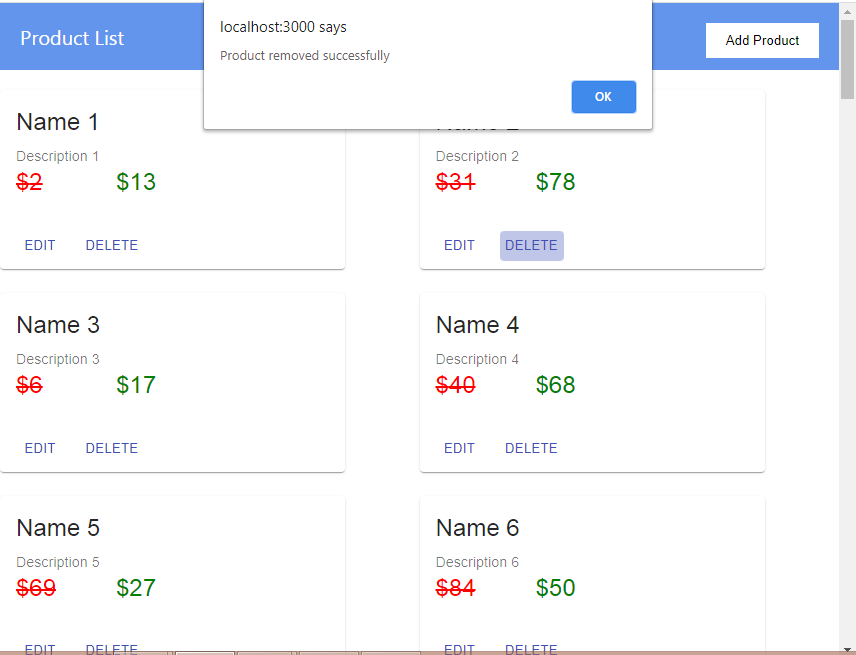 localhost:3000 says
Product removed successfully
OK
Product List
Add Product
Name 1
Description 1
$2 $13
EDIT DELETE
Description 2
$31 $78
EDIT DELETE
Name 3
Description 3
$6 $17
EDIT DELETE
Name 4
Description 4
$40 $68
EDIT DELETE
Name 5
Description 5
$69 $27
EDIT DELETE
Name 6
Description 6
$84 $50
EDIT DELETE